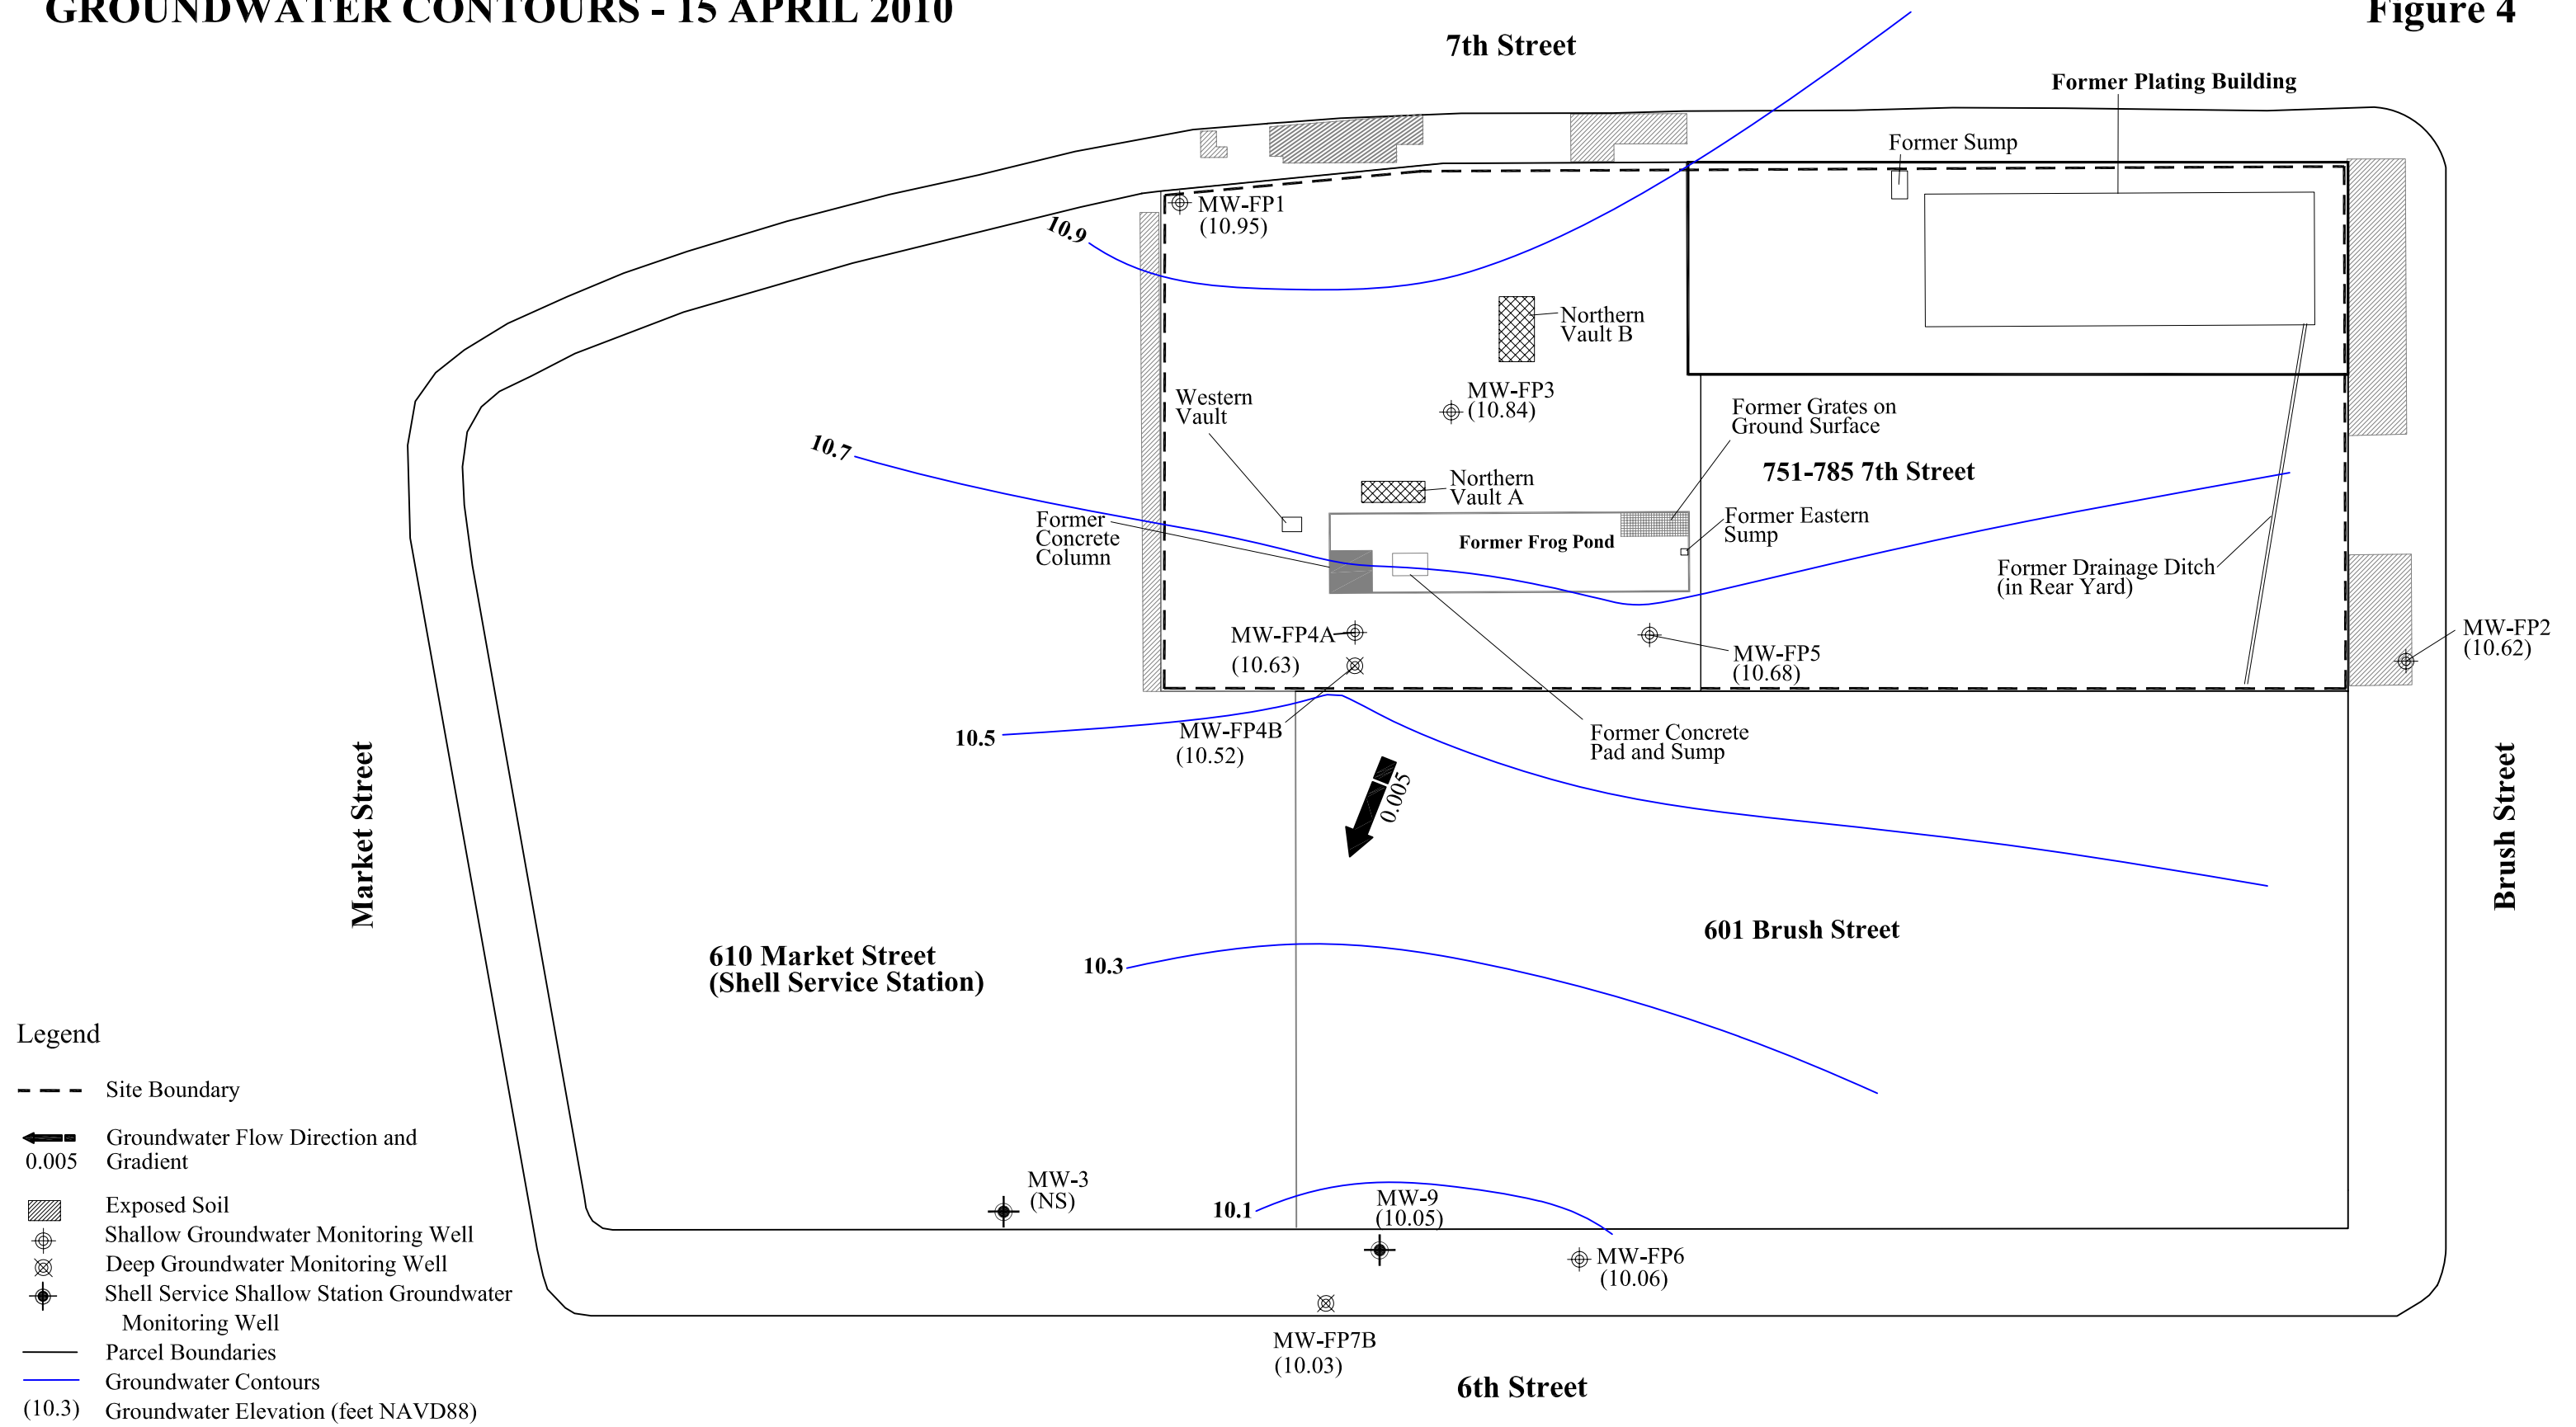 GROUNDWATER CONTOURS - 15 APRIL 2010
Figure 4
7th Street
Former Plating Building
Former Sump
MW-FP1
(10.95)
10.9
Northern
Vault B
MW-FP3
(10.84)
Western
Vault
Former Grates on
Ground Surface
10.7
751-785 7th Street
Northern
Vault A
Former
Concrete
Column
Former Frog Pond
Former Eastern
Sump
Former Drainage Ditch
(in Rear Yard)
MW-FP4A
(10.63)
MW-FP5
(10.68)
MW-FP2
(10.62)
10.5
MW-FP4B
(10.52)
Former Concrete
Pad and Sump
0.005
Market Street
Brush Street
601 Brush Street
610 Market Street
(Shell Service Station)
10.3
MW-3
(NS)
10.1
MW-9
(10.05)
MW-FP6
(10.06)
MW-FP7B
(10.03)
6th Street
Legend
Site Boundary
Groundwater Flow Direction and
0.005 Gradient
Exposed Soil
Shallow Groundwater Monitoring Well
Deep Groundwater Monitoring Well
Shell Service Shallow Station Groundwater
Monitoring Well
Parcel Boundaries
Groundwater Contours
(10.3) Groundwater Elevation (feet NAVD88)